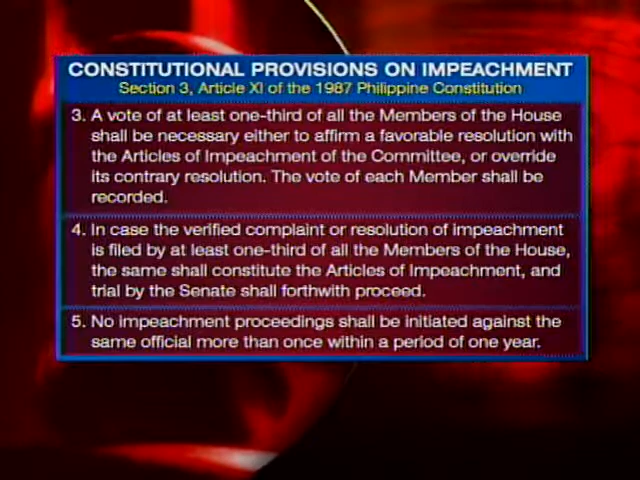 CONSTITUTIONAL PROVISIONS ON IMPEACHMENT
Section 3, Article XI of the 1987 Philippine Constitution
3. A vote of at least one-third of all the Members of the House
shall be necessary either to affirm a favorable resolution with
the Articles of Impeachment of the Committee, or override
its contrary resolution. The vote of each Member shall be
recorded.
4. In case the verified complaint or resolution of impeachment
is filed by at least one-third of all the Members of the House,
the same shall constitute the Articles of Impeachment, and
trial by the Senate shall forthwith proceed.
5. No impeachment proceedings shall be initiated against the
same official more than once within a period of one year.